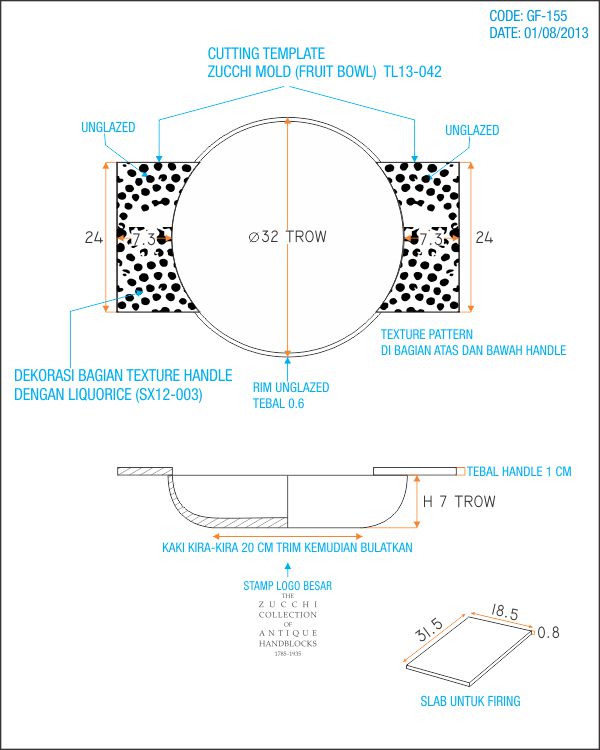 CODE: GF-155
DATE: 01/08/2013
CUTTING TEMPLATE
ZUCCHI MOLD (FRUIT BOWL)  TL13-042
UNGLAZED
UNGLAZED
24
7.3
Ø32 TROW
7.3
24
TEXTURE PATTERN
DI BAGIAN ATAS DAN BAWAH HANDLE
DEKORASI BAGIAN TEXTURE HANDLE
DENGAN LIQUORICE (SX12-003)
RIM UNGLAZED
TEBAL 0.6
TEBAL HANDLE 1 CM
H 7 TROW
KAKI KIRA-KIRA 20 CM TRIM KEMUDIAN BULATKAN
STAMP LOGO BESAR
THE
ZUCCHI
COLLECTION
OF
ANTIQUE
HANDBLOCKS
1785-1935
31.5
18.5
0.8
SLAB UNTUK FIRING